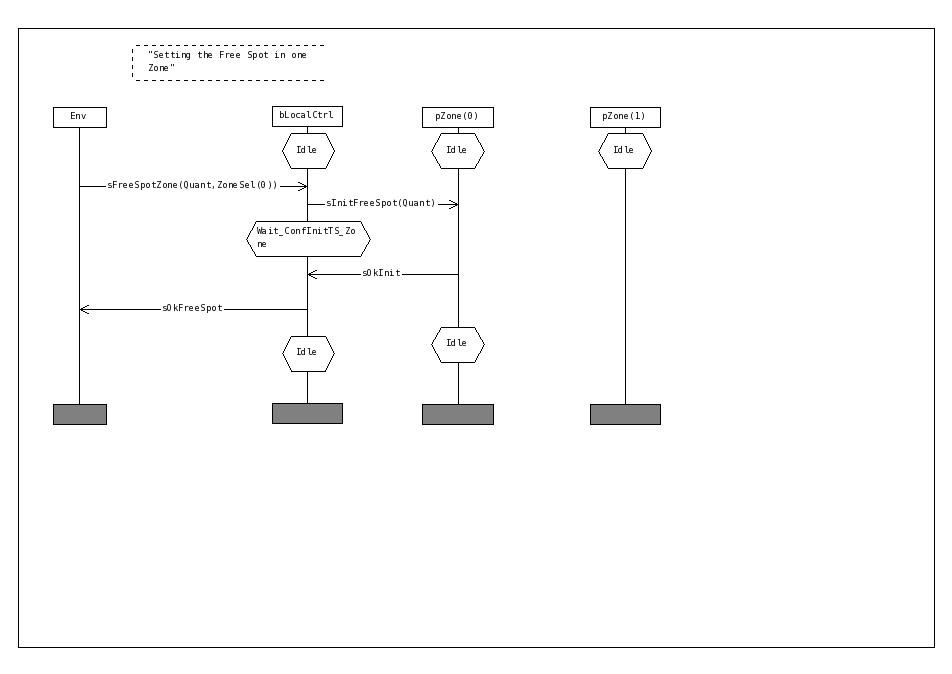 "Setting the Free Spot in one
Zone"
Env
bLocalCtrl
pZone(0)
pZone(1)
Idle
Idle
Idle
sFreeSpotZone(Quant,ZoneSel(0))
sInitFreeSpot(Quant)
Wait_ConfInitTS_Zo
ne
sOkInit
sOkFreeSpot
Idle
Idle